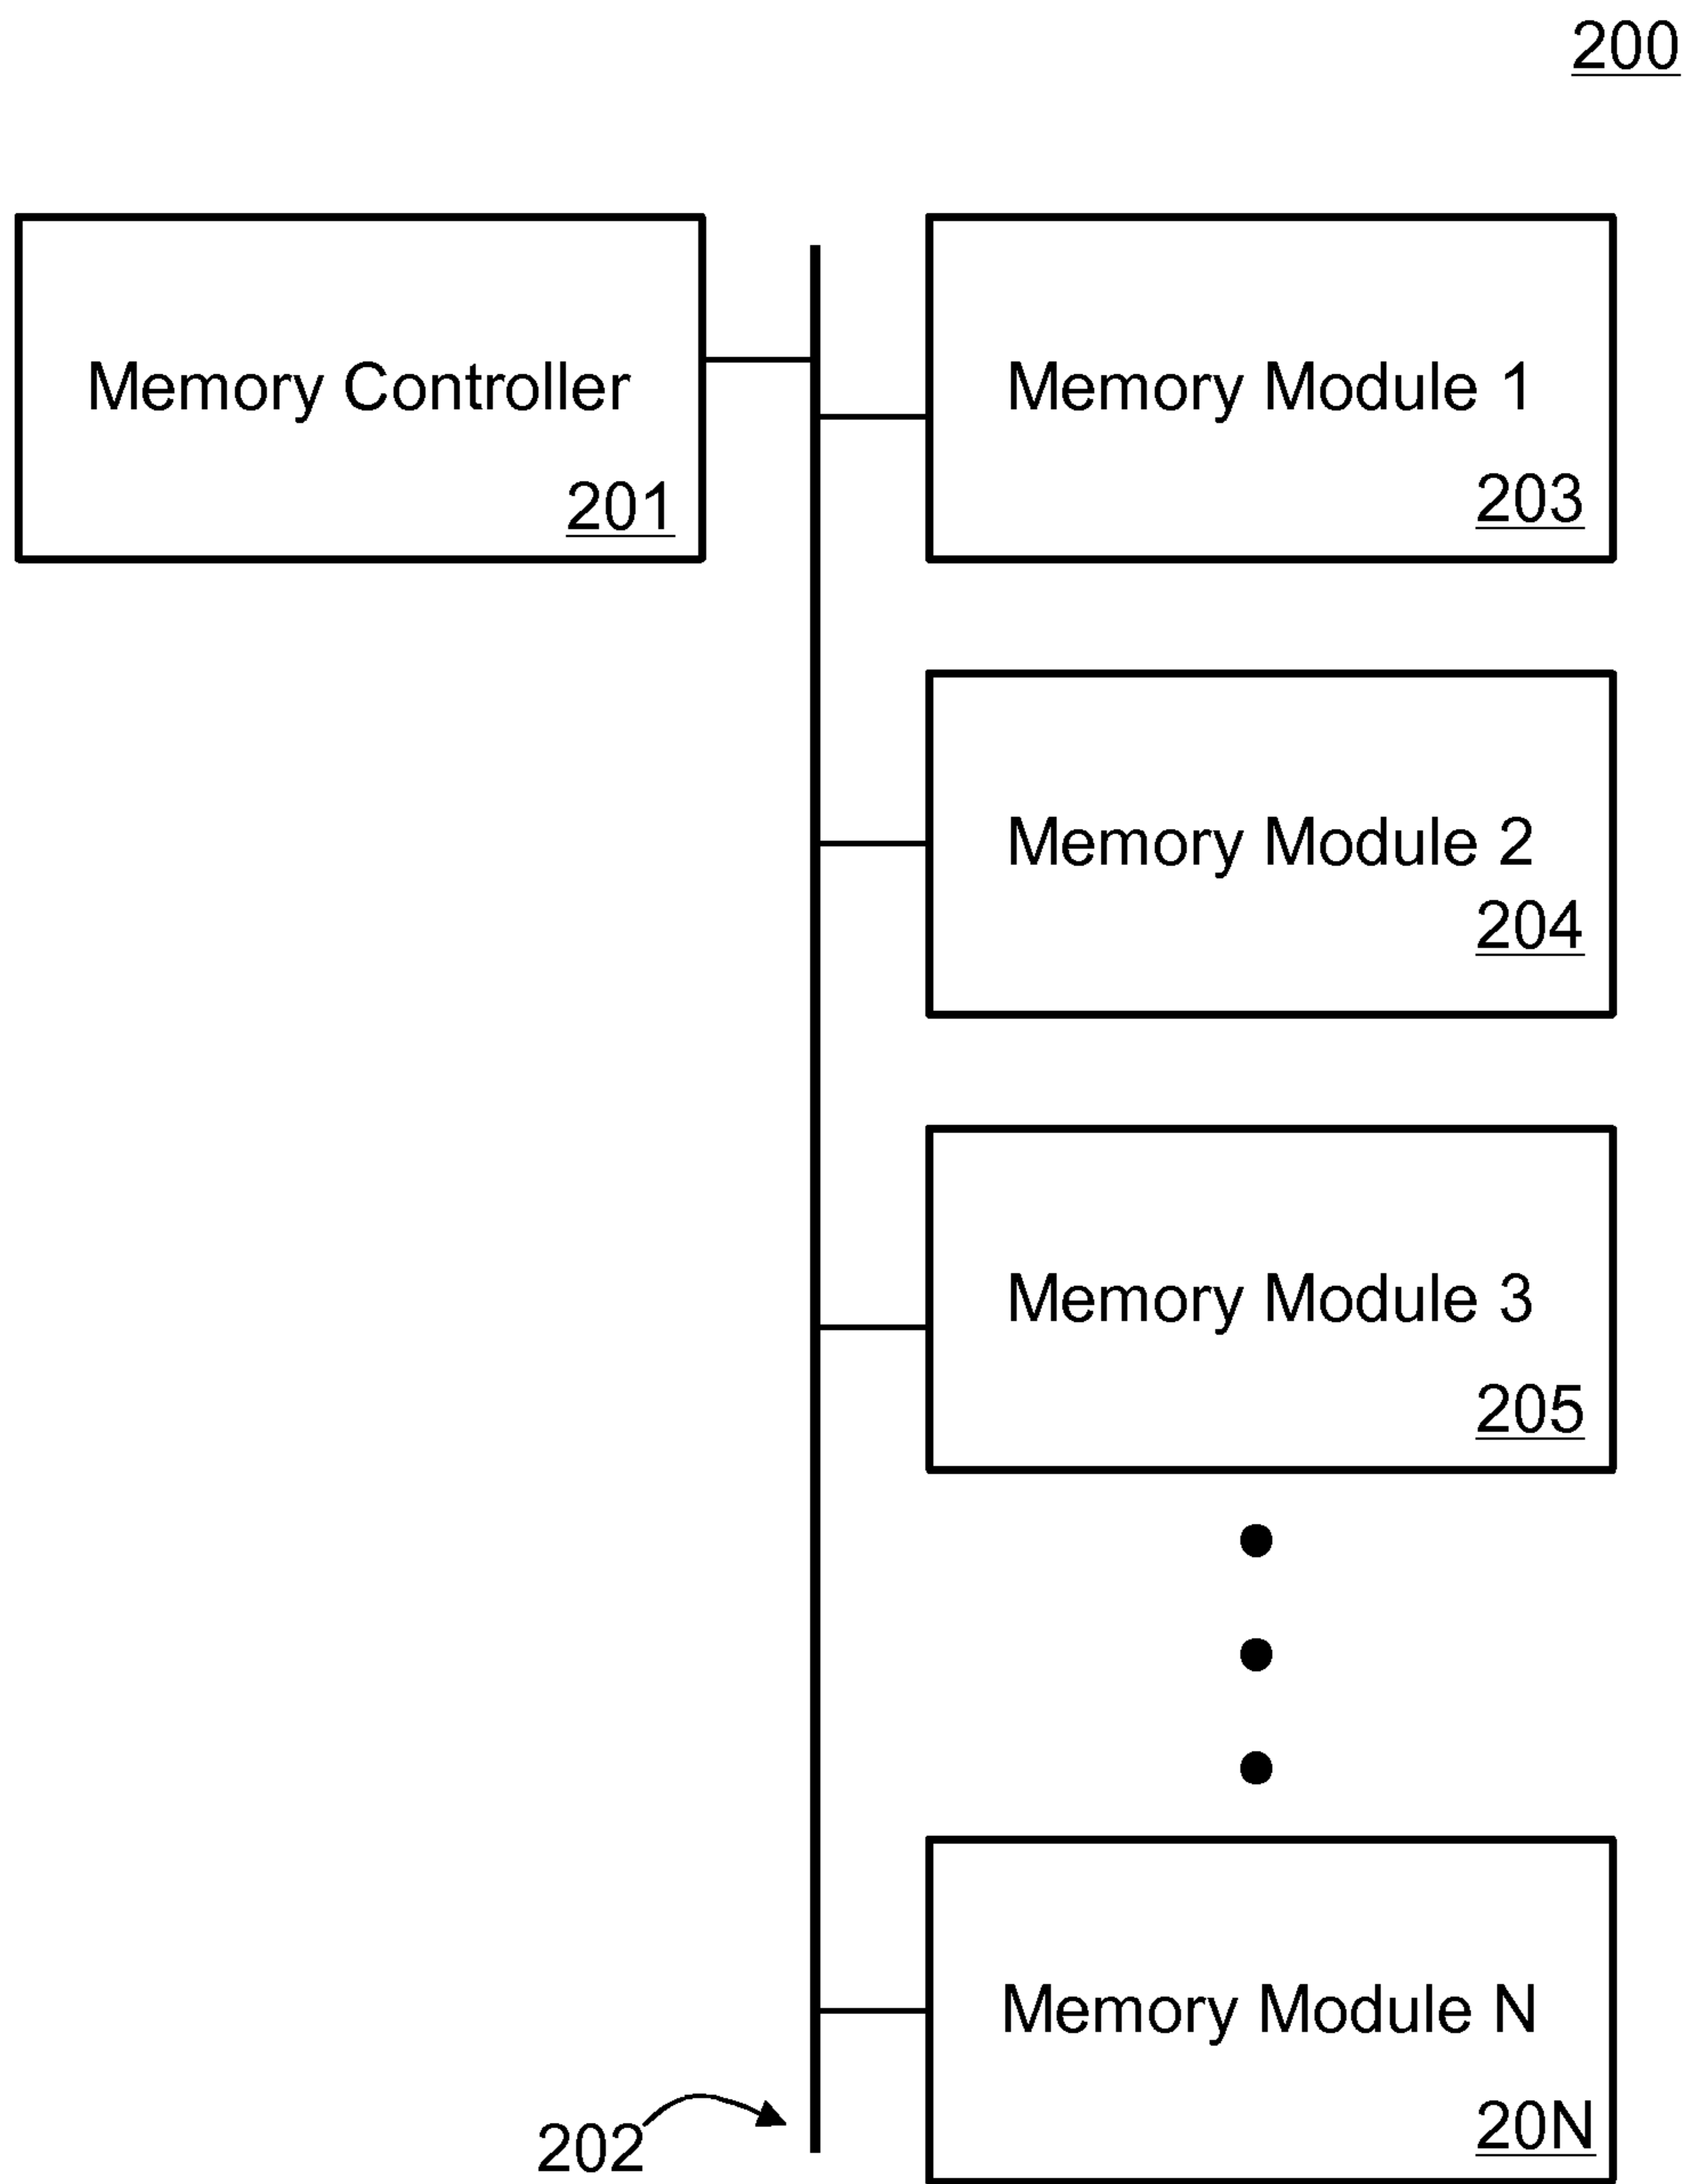 200
Memory Controller
201
Memory Module 1
203
Memory Module 2
204
Memory Module 3
205
Memory Module N
20N
202